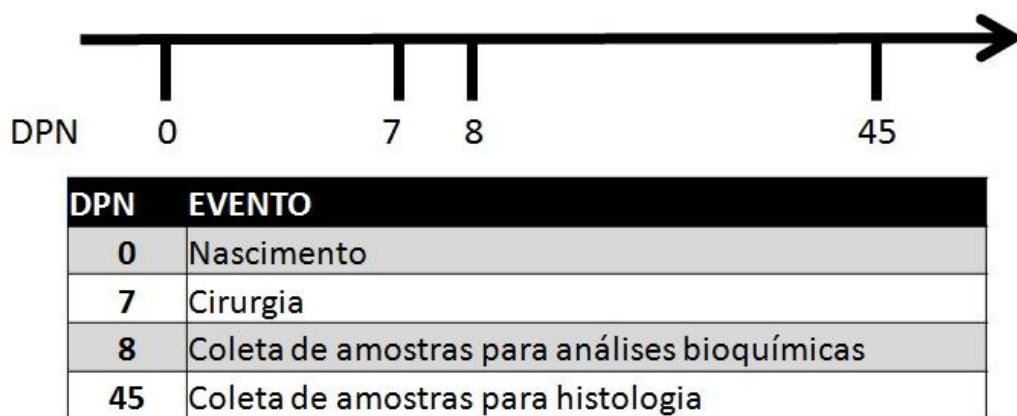 DPN 0 7 8 45
DPN EVENTO
0 Nascimento
7 Cirurgia
8 Coleta de amostras para análises bioquímicas
45 Coleta de amostras para histologia